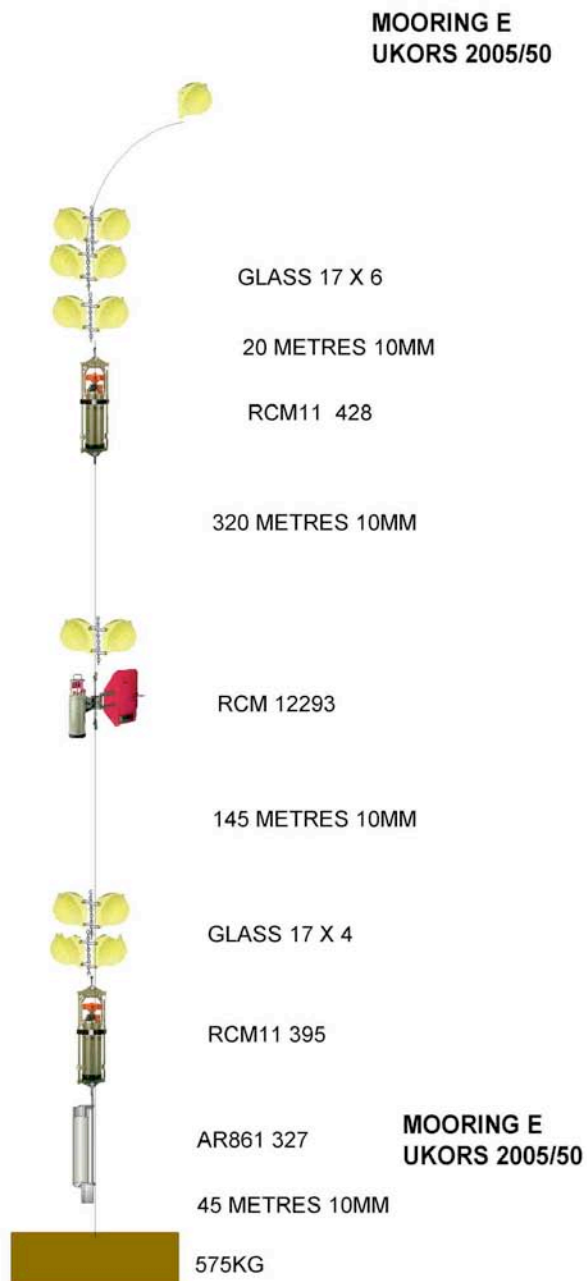 MOORING E
UKORS 2005/50
GLASS 17 X 6
20 METRES 10MM
RCM11 428
320 METRES 10MM
RCM 12293
145 METRES 10MM
GLASS 17 X 4
RCM11 395
AR861 327
MOORING E
UKORS 2005/50
45 METRES 10MM
575KG